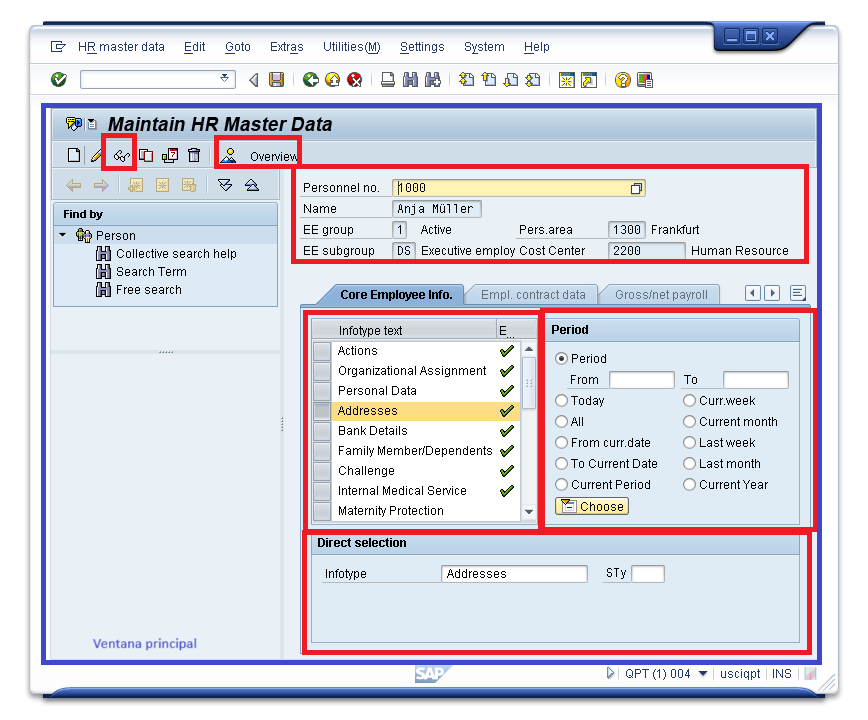 HR master data Edit Goto Extras Utilities(M) Settings System Help
Maintain HR Master Data
Overview
Find by
Person
Collective search help
Search Term
Free search
Personnel no. 1000
Name Anja Müller
EE group 1 Active Pers.area 1300 Frankfurt
EE subgroup DS Executive employ Cost Center 2200 Human Resource
Core Employee Info. Empl. contract data Gross/net payroll
Infotype text E...
Actions
Organizational Assignment
Personal Data
Addresses
Bank Details
Family Member/Dependents
Challenge
Internal Medical Service
Maternity Protection
Period
Period
From To
Today Curr.week
All Current month
From curr.date Last week
To Current Date Last month
Current Period Current Year
Choose
Direct selection
Infotype Addresses STy
Ventana principal
SAP
QPT (1) 004 usciqpt INS